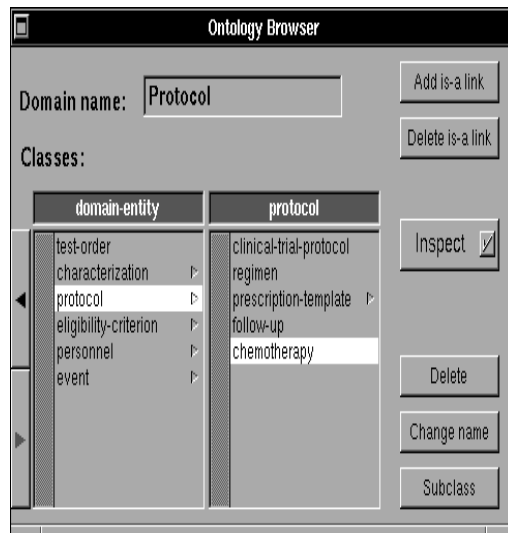 Ontology Browser
Domain name: Protocol
Add is-a link
Delete is-a link
Classes:
domain-entity
test-order
characterization
protocol
eligibility-criterion
personnel
event
protocol
clinical-trial-protocol
regimen
prescription-template
follow-up
chemotherapy
Inspect
Delete
Change name
Subclass